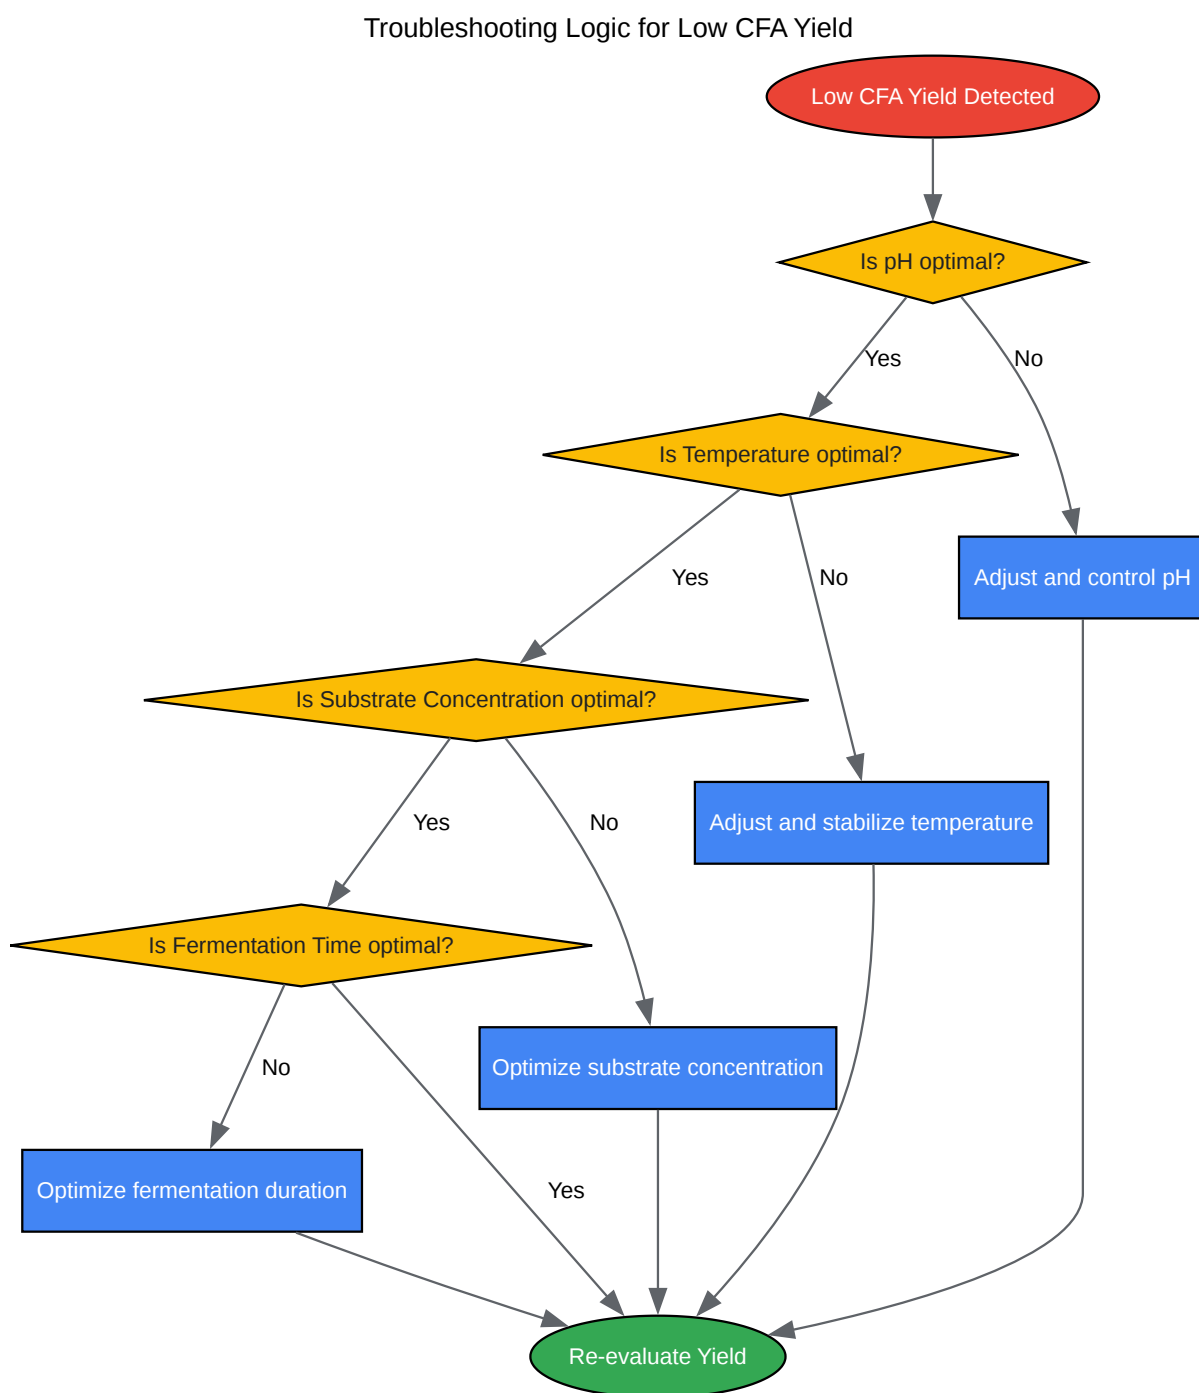 Troubleshooting Logic for Low CFA Yield
Low CFA Yield Detected
Is pH optimal?
Yes
No
Is Temperature optimal?
Yes
No
Adjust and control pH
Is Substrate Concentration optimal?
Yes
No
Adjust and stabilize temperature
Is Fermentation Time optimal?
No
Optimize substrate concentration
Optimize fermentation duration
Yes
Re-evaluate Yield